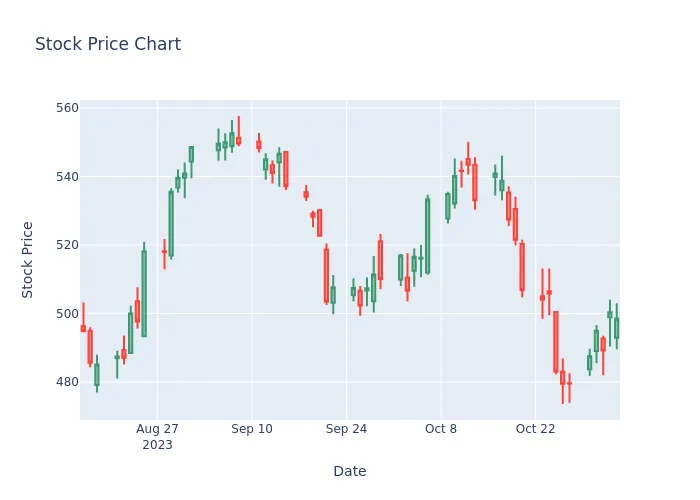 Stock Price Chart
Stock Price
560
540
520
500
480
Aug 27
2023
Sep 10
Sep 24
Oct 8
Oct 22
Date